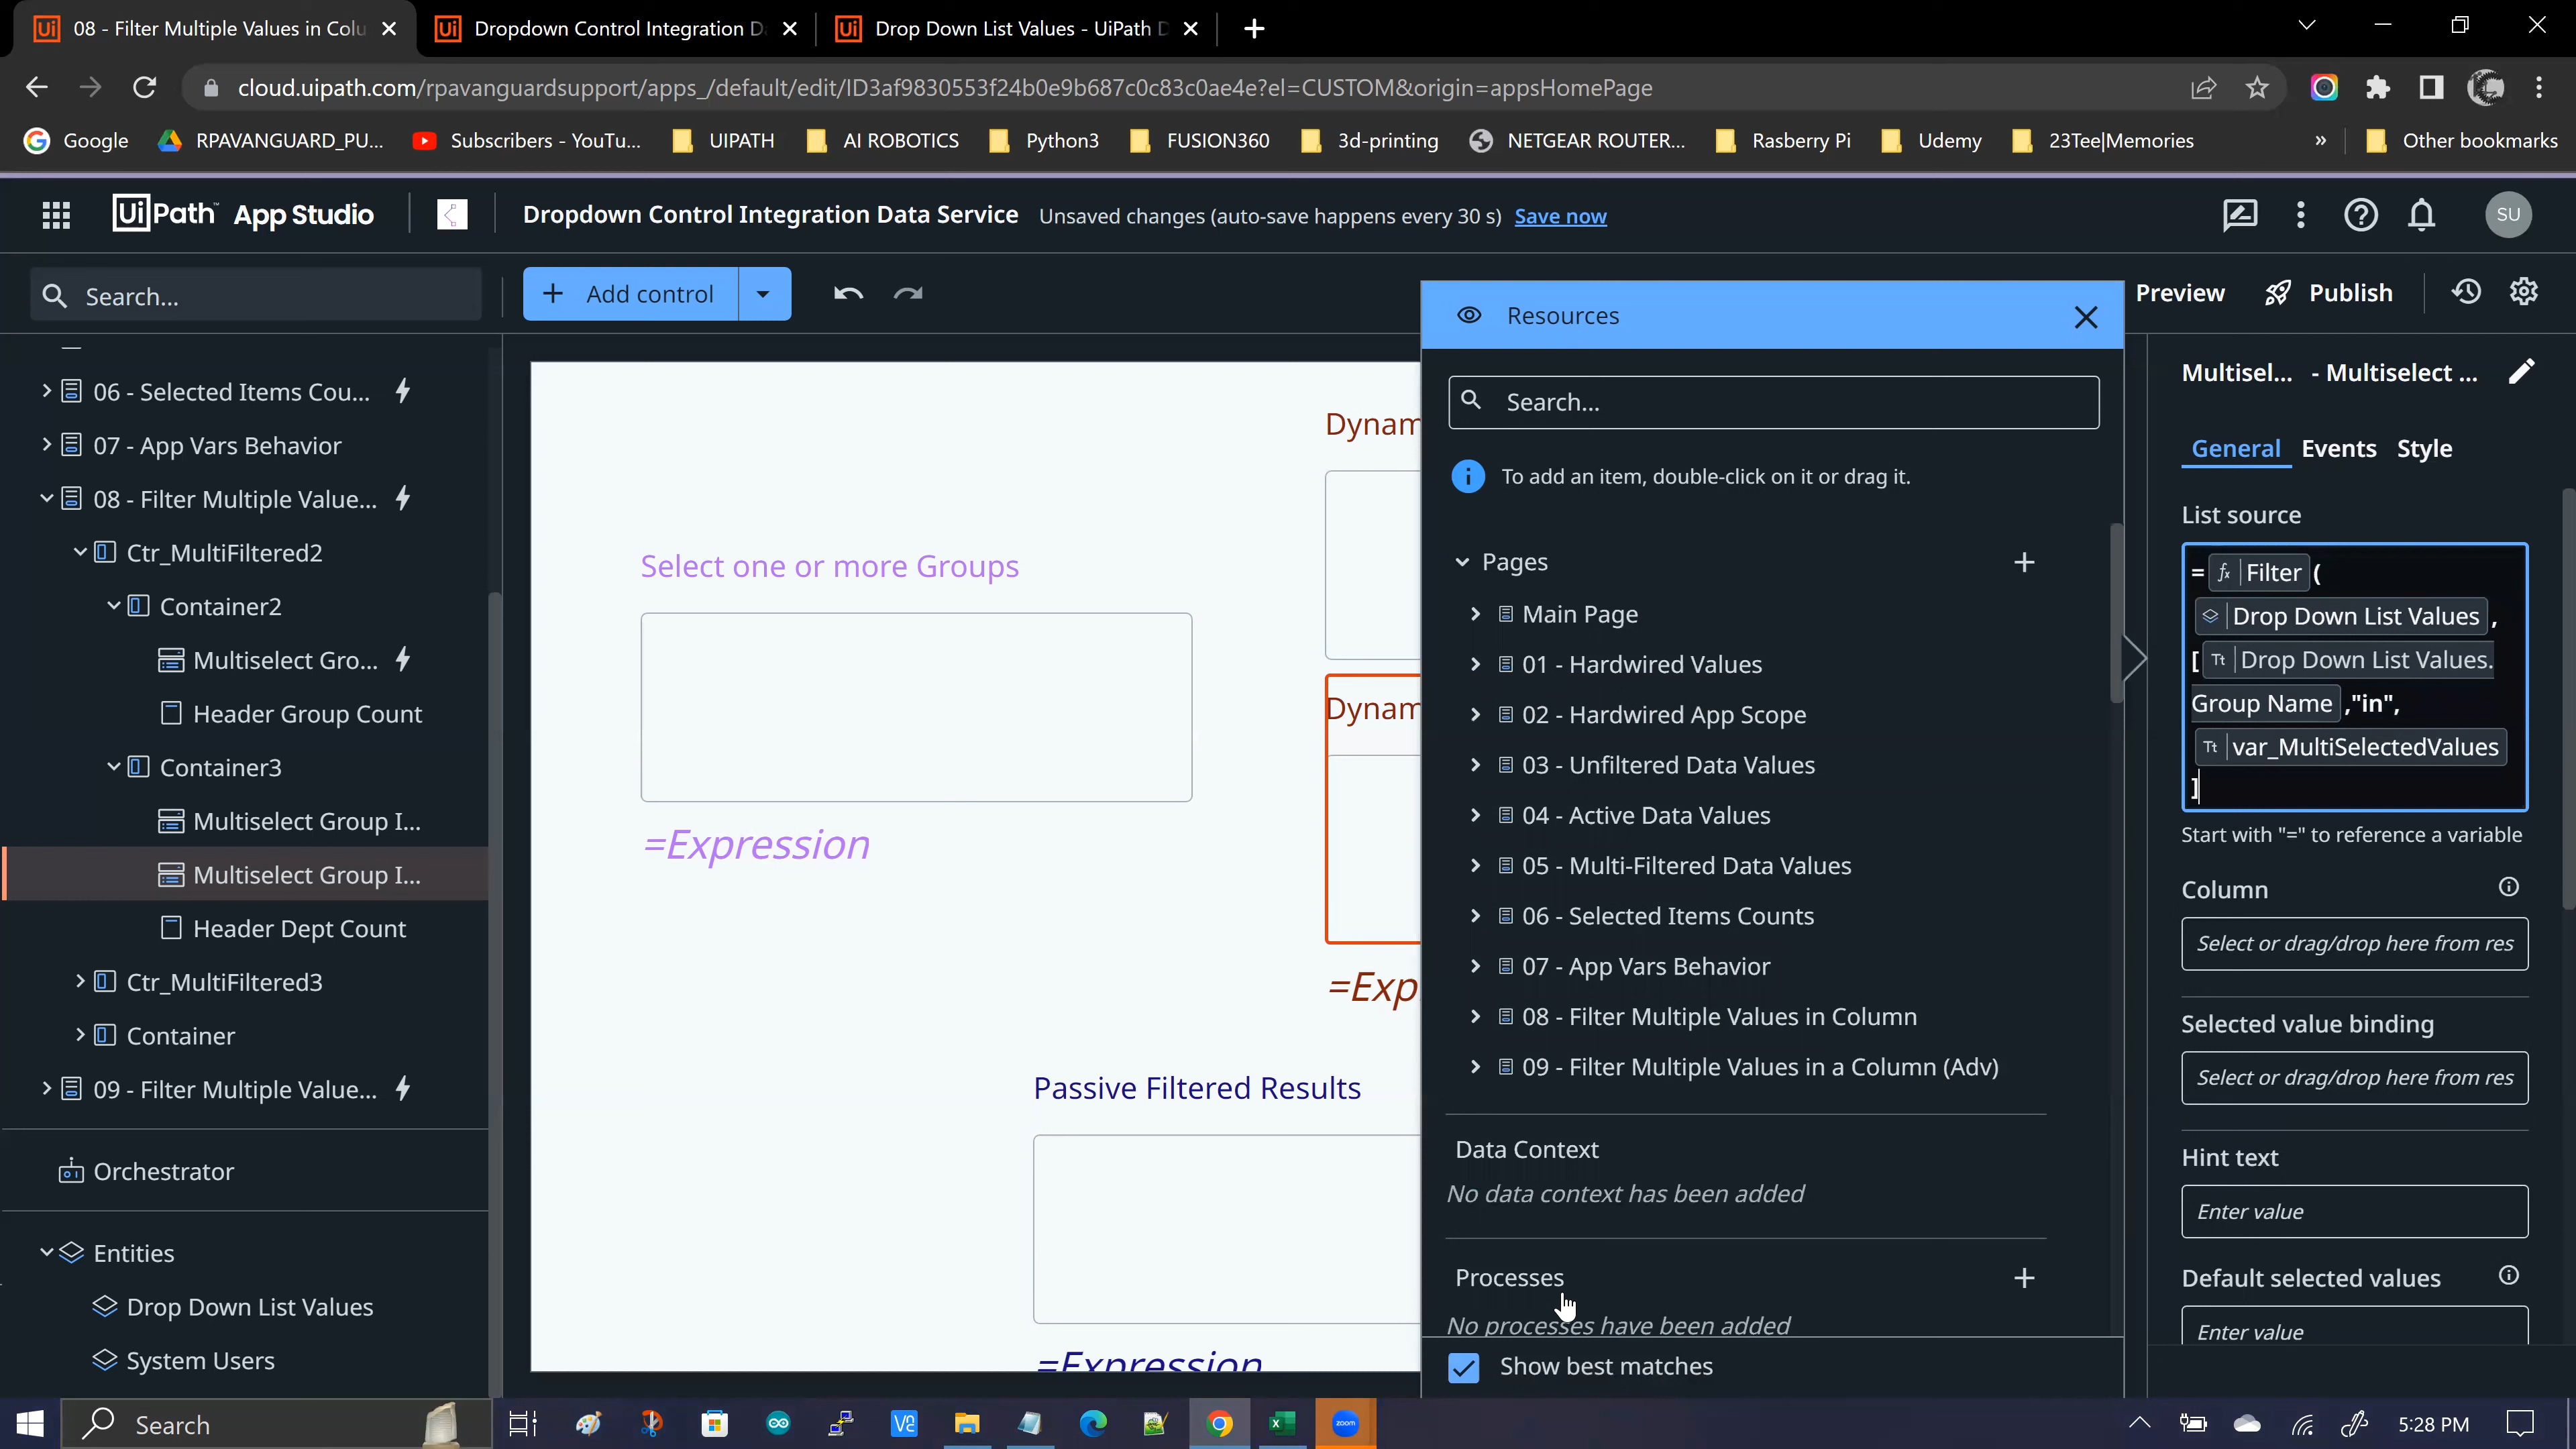 08 - Filter Multiple Values in Colu
Dropdown Control Integration Da
Drop Down List Values - UiPath D
cloud.uipath.com/rpavanguardsupport/apps_/default/edit/ID3af9830553f24b0e9b687c0c83c0ae4e?el=CUSTOM&origin=appsHomePage
Google RPAVANGUARD_PU... Subscribers - YouTu... UIPATH AI ROBOTICS Python3 FUSION360 3d-printing NETGEAR ROUTER... Rasberry Pi Udemy 23Tee|Memories » Other bookmarks
UiPath™ App Studio Dropdown Control Integration Data Service Unsaved changes (auto-save happens every 30 s) Save now SU
Search...
+ Add control
Preview Publish
06 - Selected Items Cou...
07 - App Vars Behavior
08 - Filter Multiple Value...
Ctr_MultiFiltered2
Container2
Multiselect Gro...
Header Group Count
Container3
Multiselect Group I...
Multiselect Group I...
Header Dept Count
Ctr_MultiFiltered3
Container
09 - Filter Multiple Value...
Orchestrator
Entities
Drop Down List Values
System Users
Select one or more Groups
=Expression
Dynam
Dynam
=Exp
Passive Filtered Results
=Expression
Resources
Search...
To add an item, double-click on it or drag it.
Pages
Main Page
01 - Hardwired Values
02 - Hardwired App Scope
03 - Unfiltered Data Values
04 - Active Data Values
05 - Multi-Filtered Data Values
06 - Selected Items Counts
07 - App Vars Behavior
08 - Filter Multiple Values in Column
09 - Filter Multiple Values in a Column (Adv)
Data Context
No data context has been added
Processes
No processes have been added
Show best matches
Multisel... - Multiselect ...
General Events Style
List source
= fx Filter (
Drop Down List Values ,
[ Tt Drop Down List Values.
Group Name ,"in",
Tt var_MultiSelectedValues
]
Start with "=" to reference a variable
Column
Select or drag/drop here from res
Selected value binding
Select or drag/drop here from res
Hint text
Enter value
Default selected values
Enter value
Search
zoom
5:28 PM